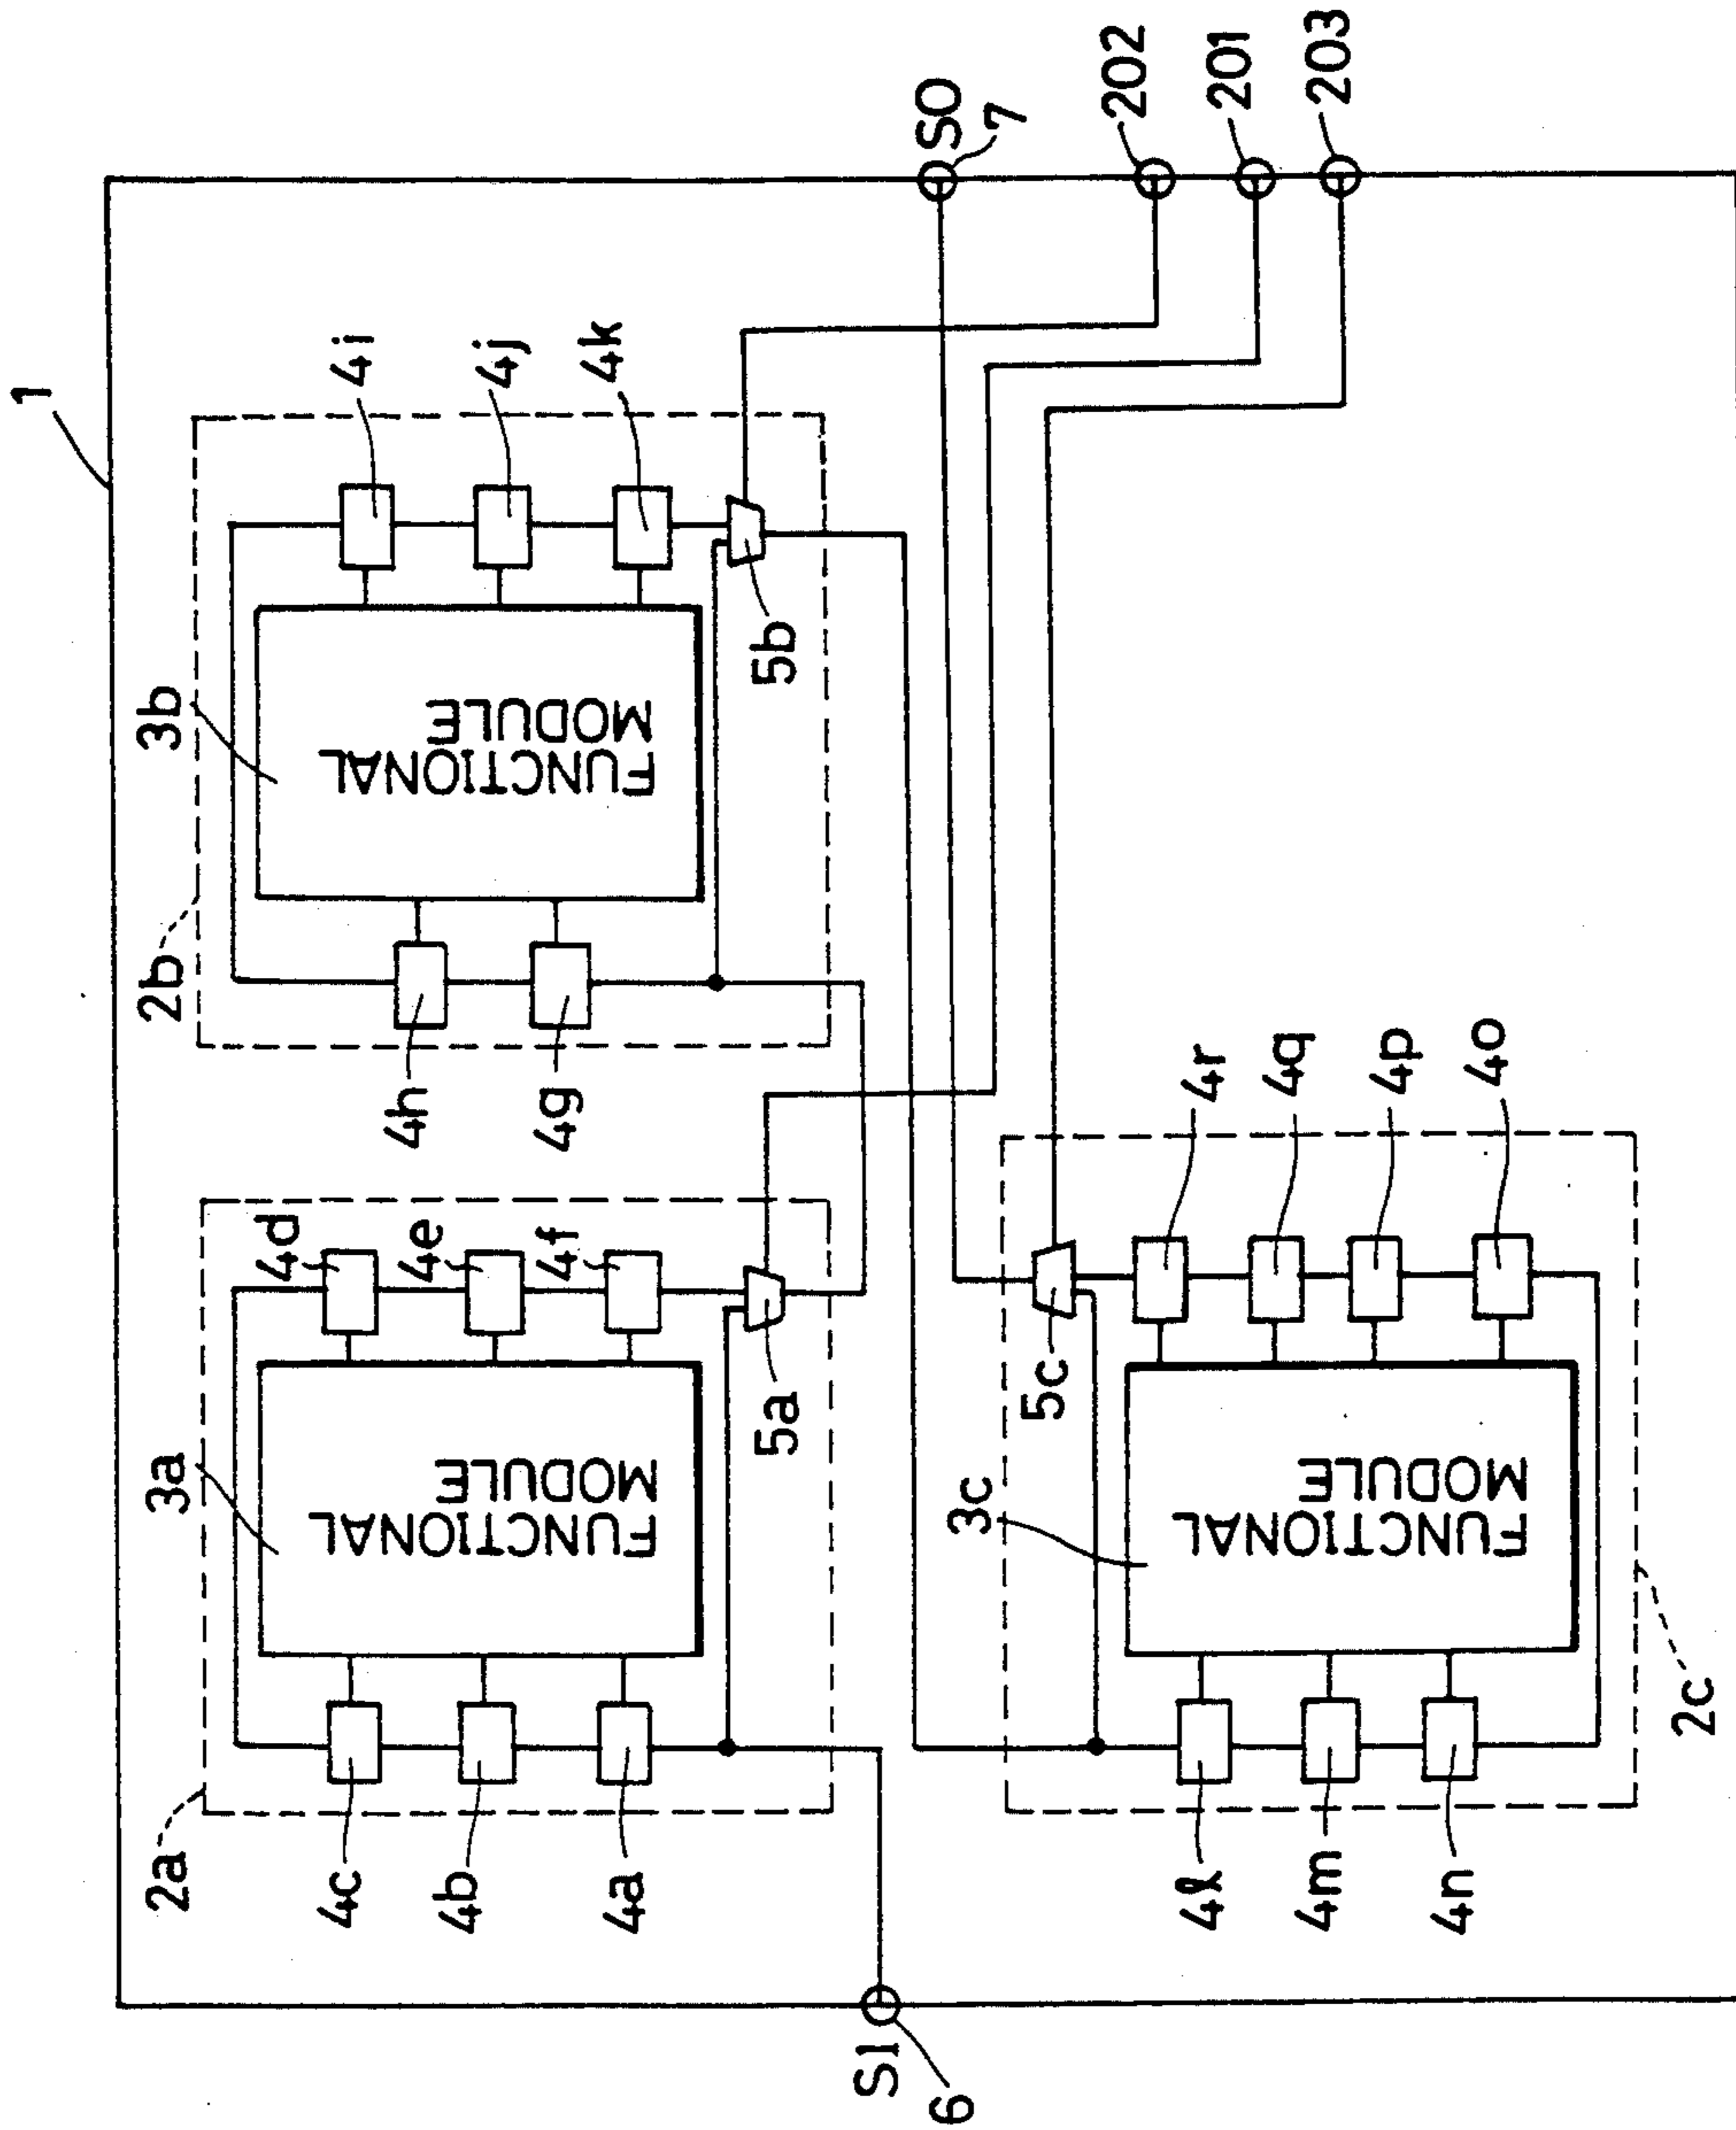 1
2a
3a
4c
4b
4a
4d
4e
4f
5a
FUNCTIONAL
MODULE
2b
3b
4h
4g
4i
4j
4k
5b
FUNCTIONAL
MODULE
SI
6
SO
7
202
201
203
2c
3c
4l
4m
4n
5c
4r
4q
4p
4o
FUNCTIONAL
MODULE